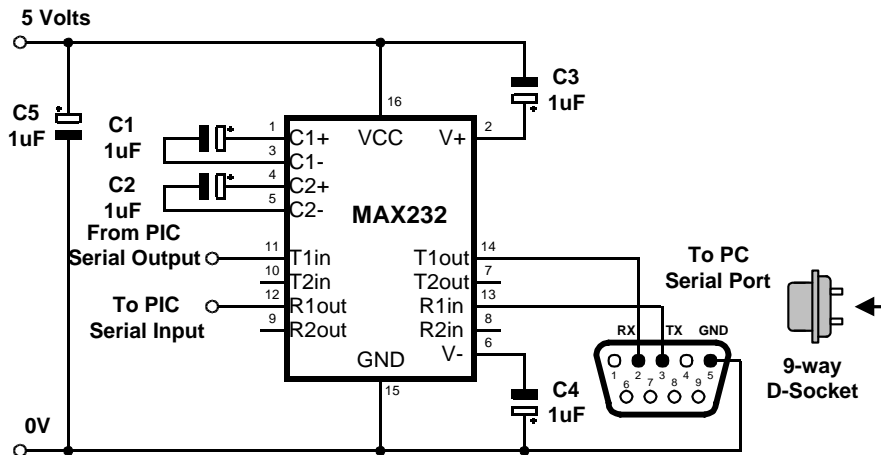 5 Volts
C5
1uF
C1
1uF
C2
1uF
C3
1uF
16
1
3
4
5
2
C1+
C1-
C2+
C2-
VCC
V+
MAX232
From PIC
Serial Output
To PIC
Serial Input
11
10
12
9
T1in
T2in
R1out
R2out
T1out
T2out
R1in
R2in
V-
GND
14
7
13
8
6
15
C4
1uF
To PC
Serial Port
RX TX GND
1 2 3 4 5
6 7 8 9
9-way
D-Socket
0V
+
+
+
+
+